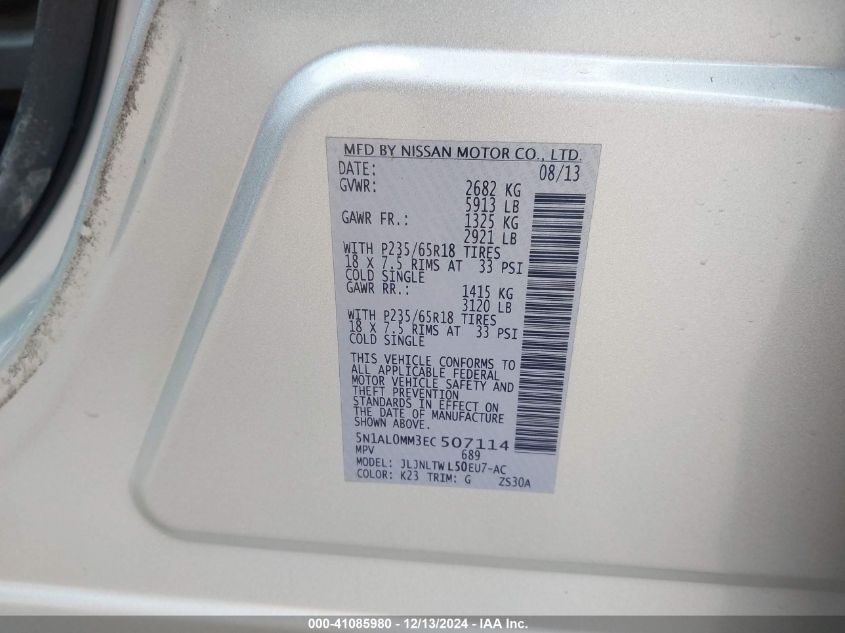 MFD BY NISSAN MOTOR CO., LTD.
DATE: 08/13
GVWR: 2682 KG
5913 LB
GAWR FR.: 1325 KG
2921 LB
WITH P235/65R18 TIRES
18 X 7.5 RIMS AT 33 PSI
COLD SINGLE
GAWR RR.: 1415 KG
3120 LB
WITH P235/65R18 TIRES
18 X 7.5 RIMS AT 33 PSI
COLD SINGLE
THIS VEHICLE CONFORMS TO
ALL APPLICABLE FEDERAL
MOTOR VEHICLE SAFETY AND
THEFT PREVENTION
STANDARDS IN EFFECT ON
THE DATE OF MANUFACTURE
SHOWN ABOVE.
5N1AL0MM3EC507114
MPV 689
MODEL: JLJNLTWL50EU7-AC
COLOR: K23 TRIM: G ZS30A
000-41085980 - 12/13/2024 - IAA Inc.